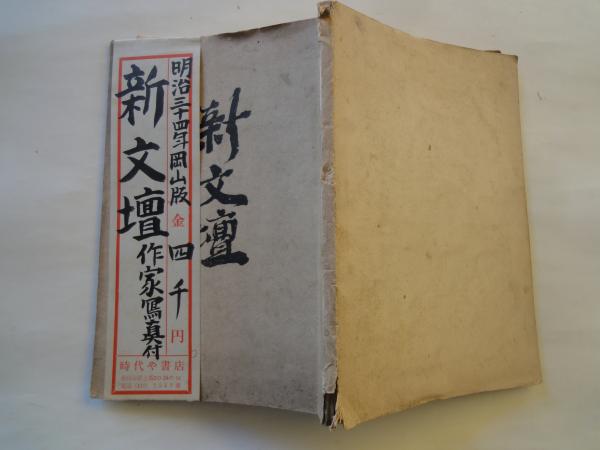 明治三十四年岡山版
金四千円
新文壇
作家寫真付
時代や書店
新文壇